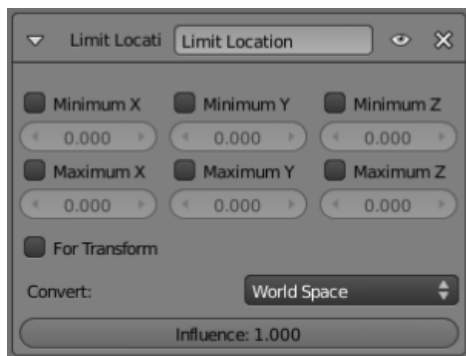 Limit Locati Limit Location
Minimum X Minimum Y Minimum Z
0.000 0.000 0.000
Maximum X Maximum Y Maximum Z
0.000 0.000 0.000
For Transform
Convert: World Space
Influence: 1.000